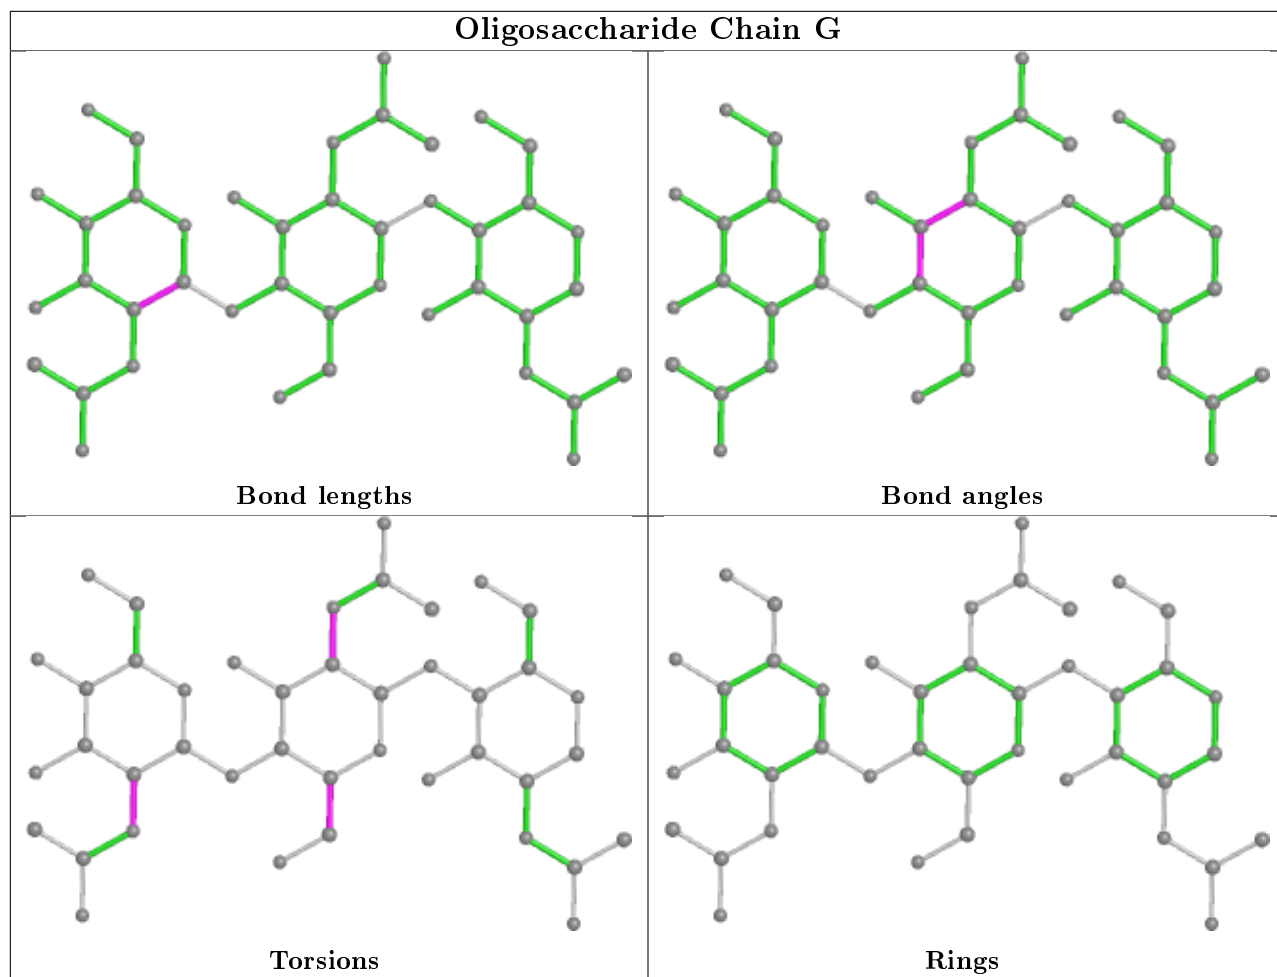 Oligosaccharide Chain G
Bond lengths
Bond angles
Torsions
Rings